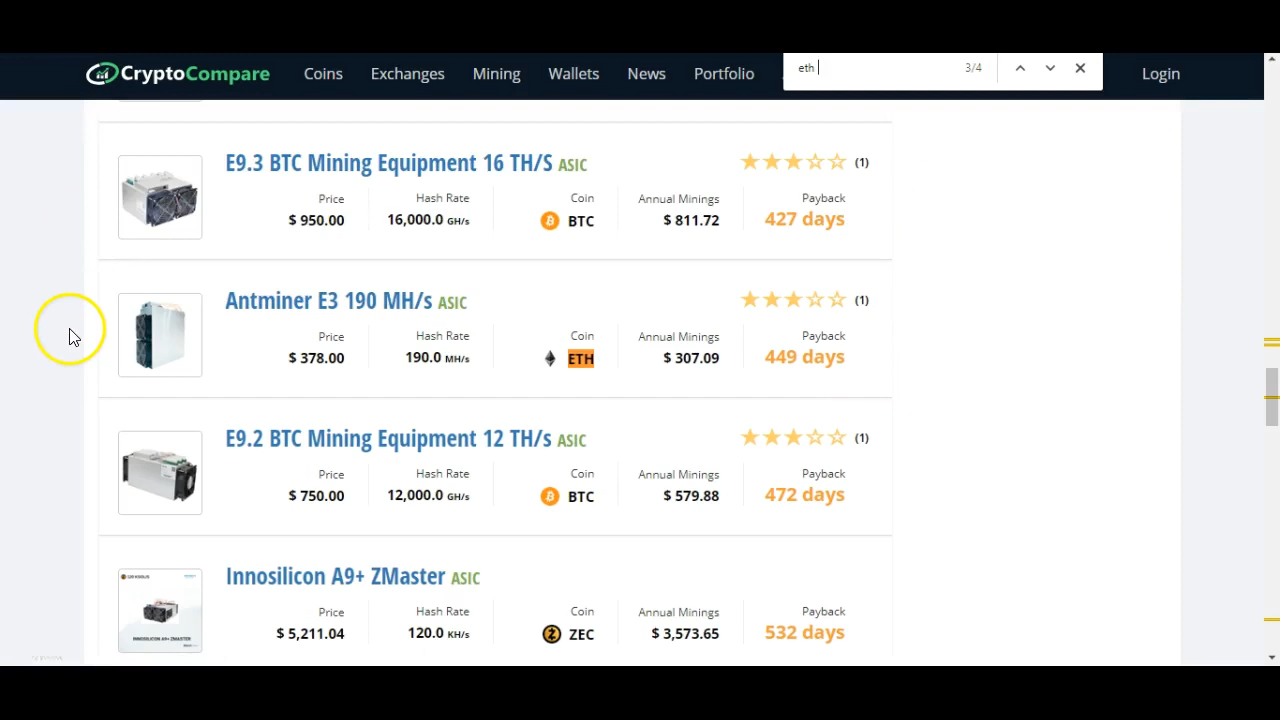 CryptoCompare Coins Exchanges Mining Wallets News Portfolio eth 3/4 Login
E9.3 BTC Mining Equipment 16 TH/S ASIC (1)
Price Hash Rate Coin Annual Minings Payback
$ 950.00 16,000.0 GH/s BTC $ 811.72 427 days
Antminer E3 190 MH/s ASIC (1)
Price Hash Rate Coin Annual Minings Payback
$ 378.00 190.0 MH/s ETH $ 307.09 449 days
E9.2 BTC Mining Equipment 12 TH/s ASIC (1)
Price Hash Rate Coin Annual Minings Payback
$ 750.00 12,000.0 GH/s BTC $ 579.88 472 days
Innosilicon A9+ ZMaster ASIC
Price Hash Rate Coin Annual Minings Payback
$ 5,211.04 120.0 KH/s ZEC $ 3,573.65 532 days
INNOSILICON A9+ ZMASTER